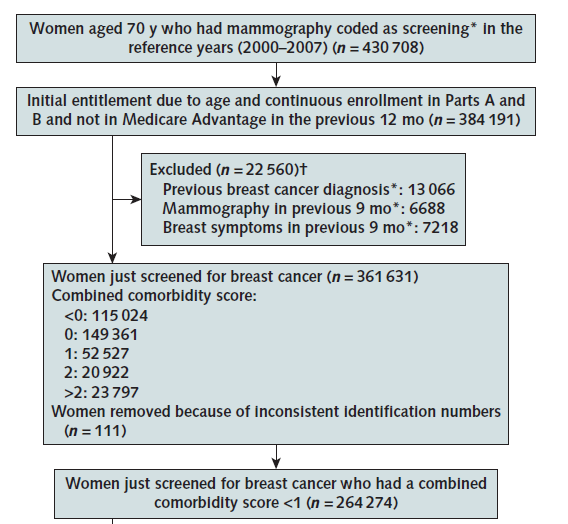 Women aged 70 y who had mammography coded as screening* in the
reference years (2000–2007) (n = 430 708)
Initial entitlement due to age and continuous enrollment in Parts A and
B and not in Medicare Advantage in the previous 12 mo (n = 384 191)
Excluded (n = 22 560)†
Previous breast cancer diagnosis*: 13 066
Mammography in previous 9 mo*: 6688
Breast symptoms in previous 9 mo*: 7218
Women just screened for breast cancer (n = 361 631)
Combined comorbidity score:
<0: 115 024
0: 149 361
1: 52 527
2: 20 922
>2: 23 797
Women removed because of inconsistent identification numbers
(n = 111)
Women just screened for breast cancer who had a combined
comorbidity score <1 (n = 264 274)